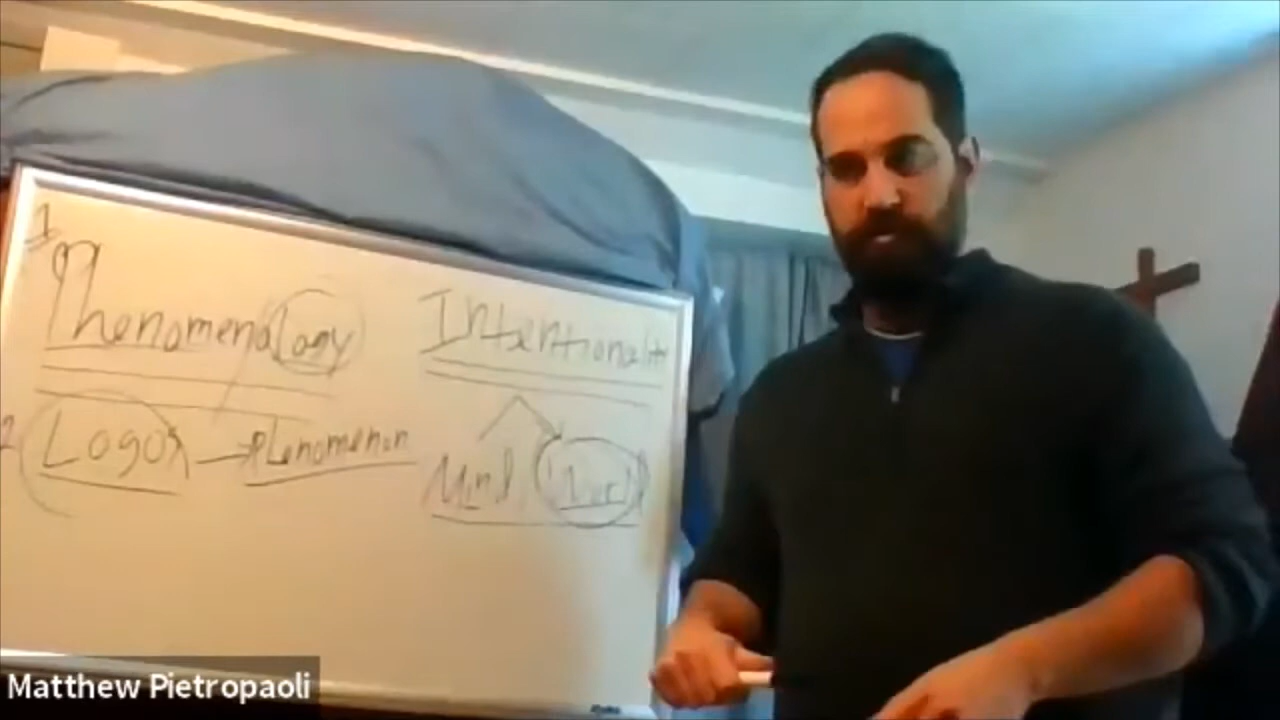 1
Phenomenology Intentionality
2 Logos → Phenomenon
Mind
Matthew Pietropaoli